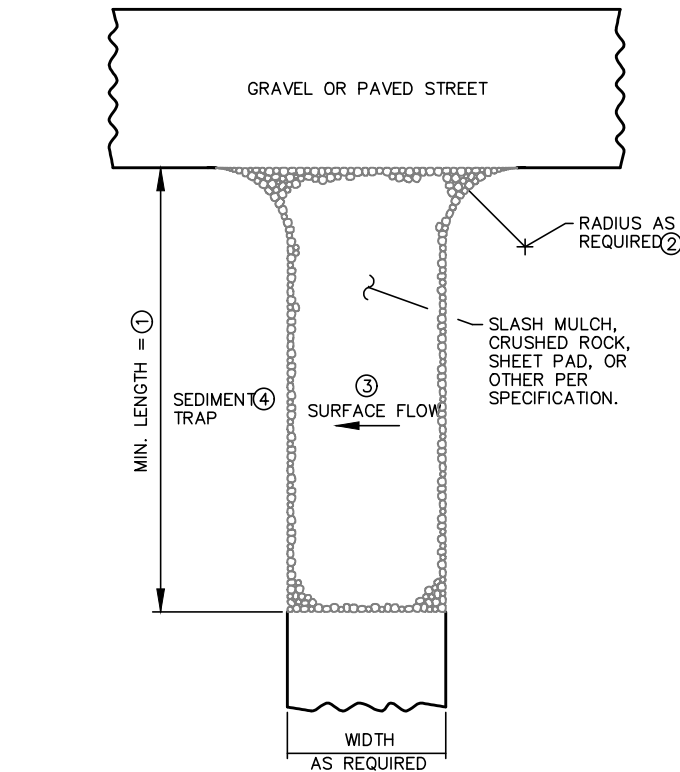 GRAVEL OR PAVED STREET
RADIUS AS
REQUIRED②
SLASH MULCH,
CRUSHED ROCK,
SHEET PAD, OR
OTHER PER
SPECIFICATION.
MIN. LENGTH = ①
SEDIMENT④
TRAP
③
SURFACE FLOW
WIDTH
AS REQUIRED